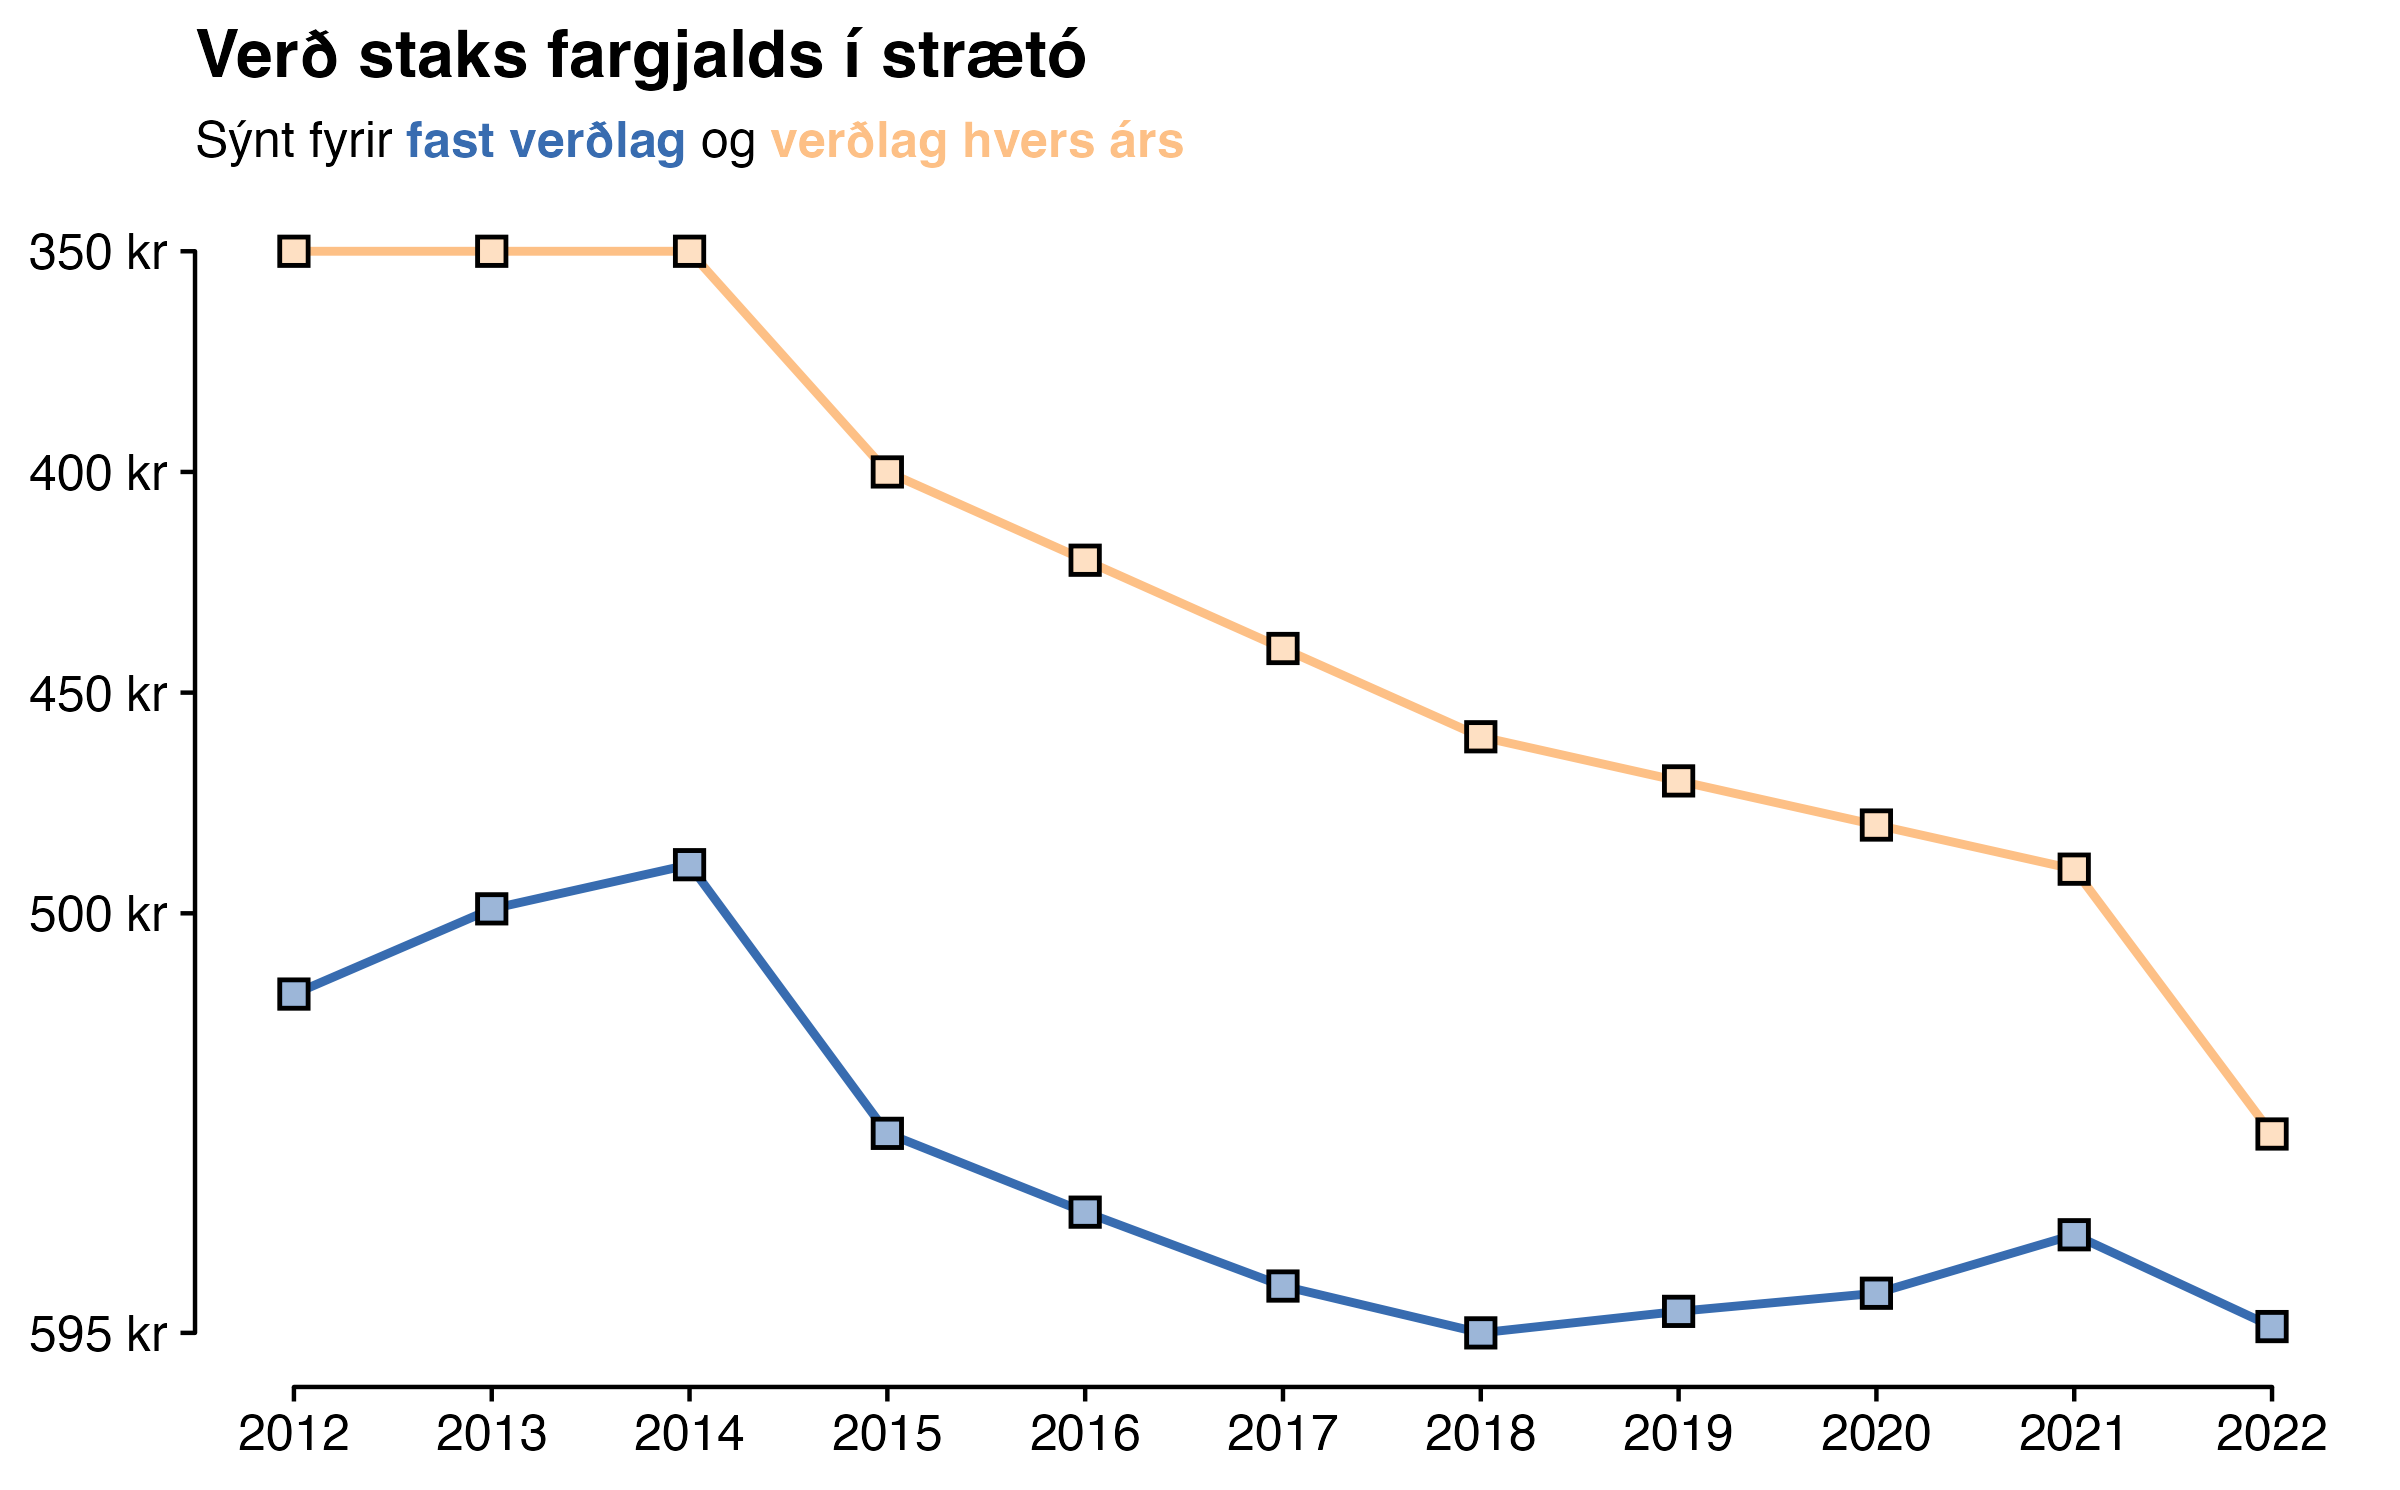 Verð staks fargjalds í strætó
Sýnt fyrir fast verðlag og verðlag hvers árs
350 kr
400 kr
450 kr
500 kr
595 kr
2012 2013 2014 2015 2016 2017 2018 2019 2020 2021 2022